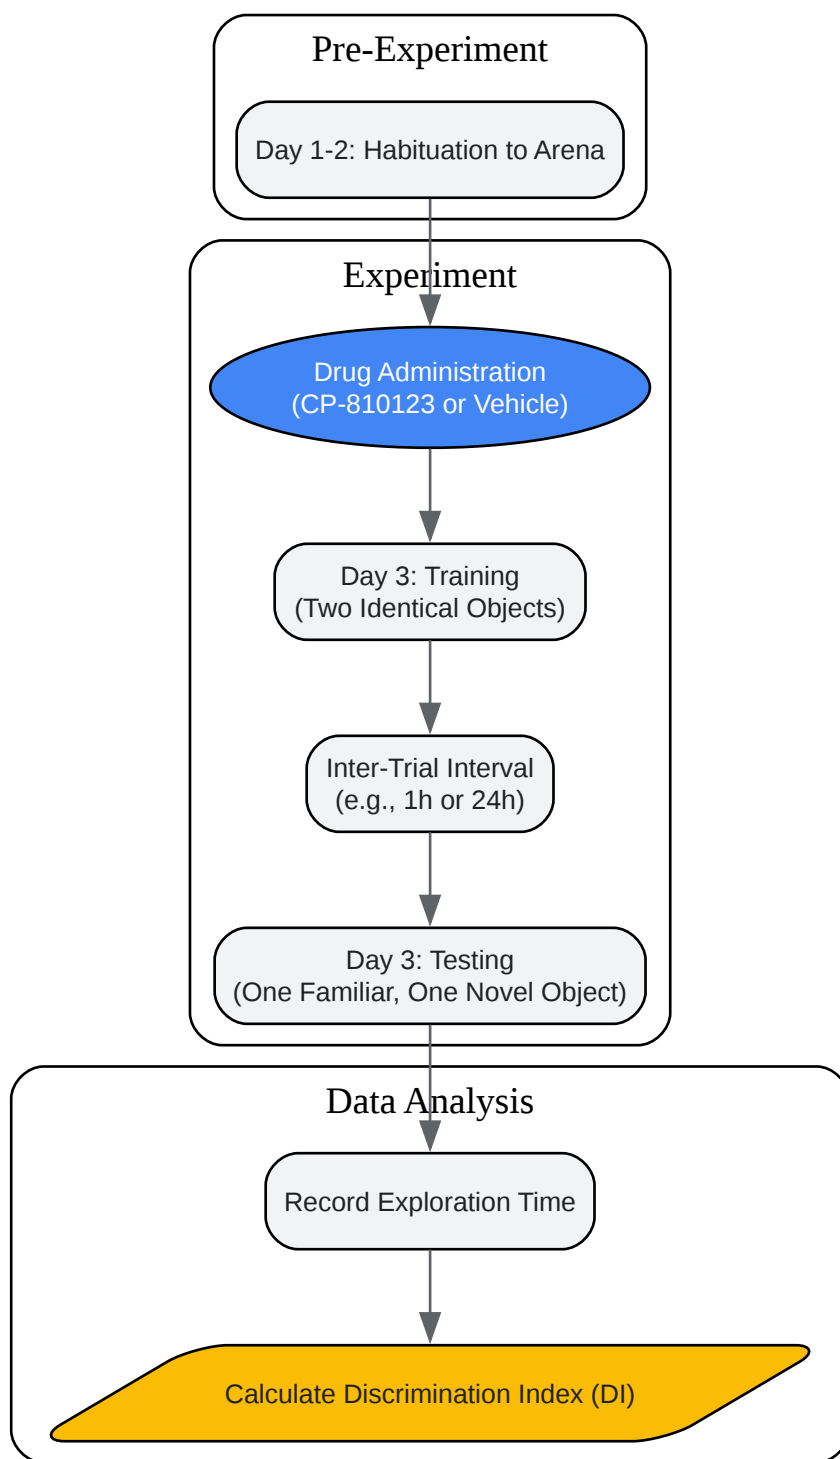 Pre-Experiment
Day 1-2: Habituation to Arena
Experiment
Drug Administration
(CP-810123 or Vehicle)
Day 3: Training
(Two Identical Objects)
Inter-Trial Interval
(e.g., 1h or 24h)
Day 3: Testing
(One Familiar, One Novel Object)
Data Analysis
Record Exploration Time
Calculate Discrimination Index (DI)